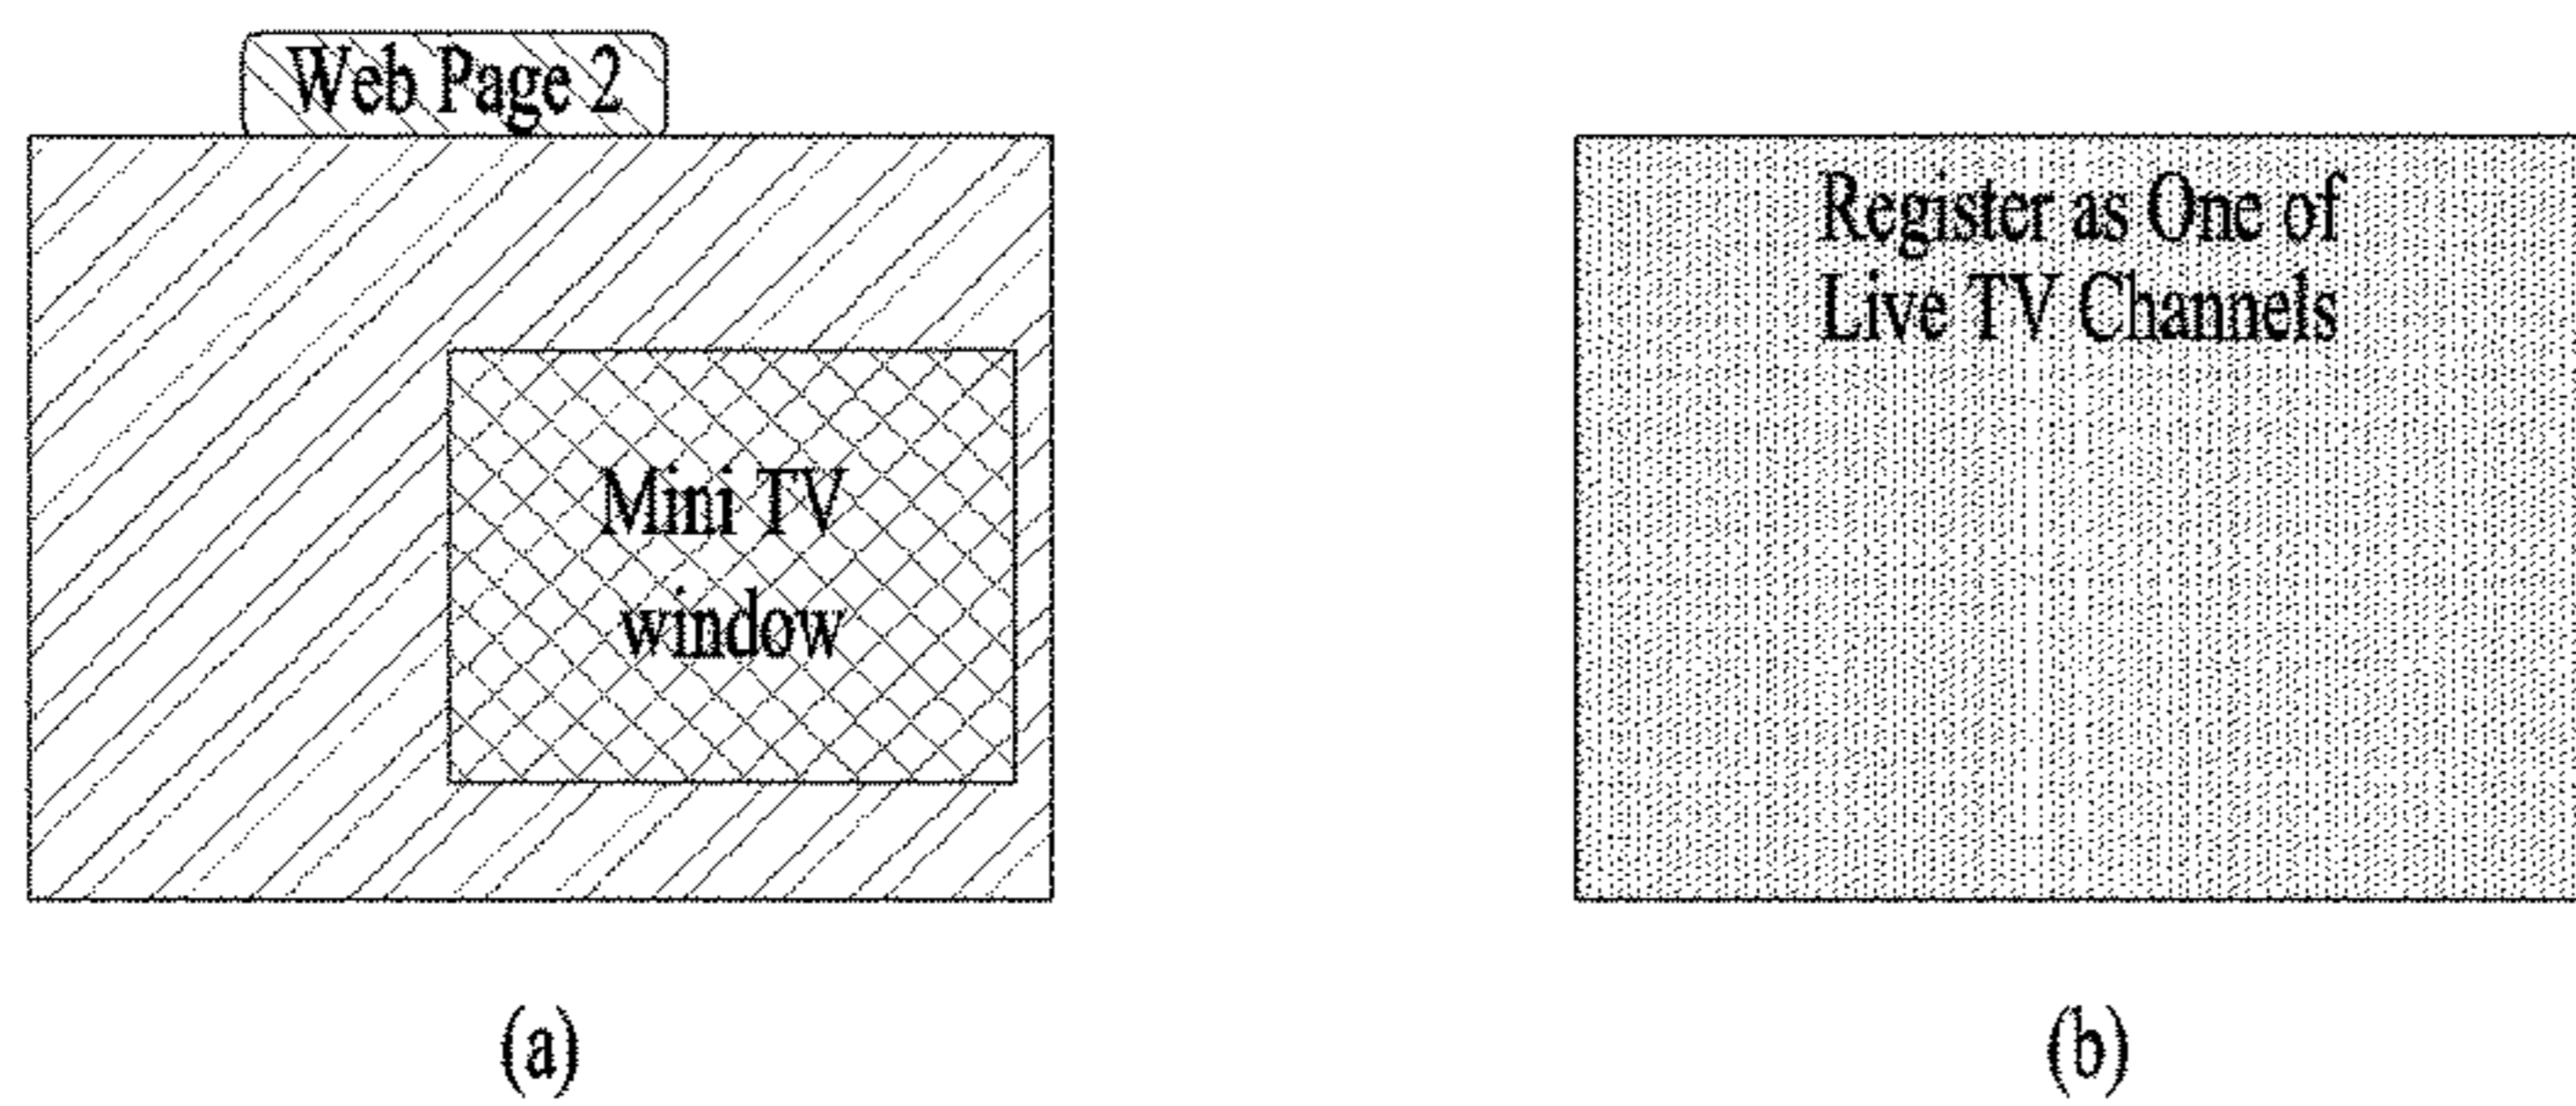 Web Page 2
Mini TV
window
(a)
Register as One of
Live TV Channels
(b)